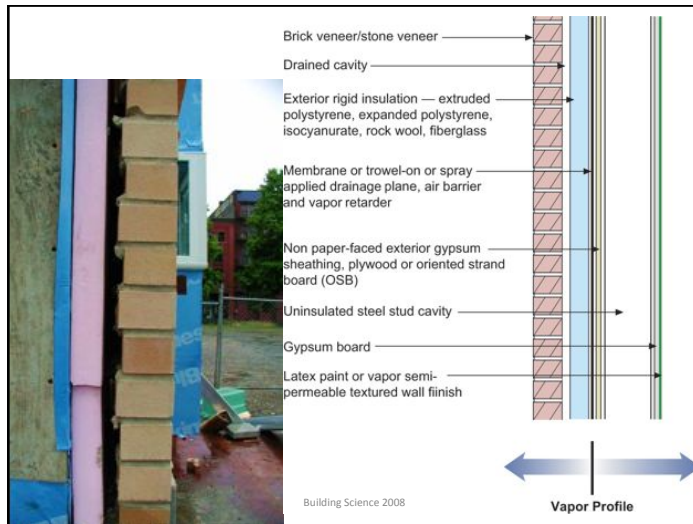 Brick veneer/stone veneer
Drained cavity
Exterior rigid insulation — extruded
polystyrene, expanded polystyrene,
isocyanurate, rock wool, fiberglass
Membrane or trowel-on or spray
applied drainage plane, air barrier
and vapor retarder
Non paper-faced exterior gypsum
sheathing, plywood or oriented strand
board (OSB)
Uninsulated steel stud cavity
Gypsum board
Latex paint or vapor semi-
permeable textured wall fiinish
Building Science 2008
Vapor Profile